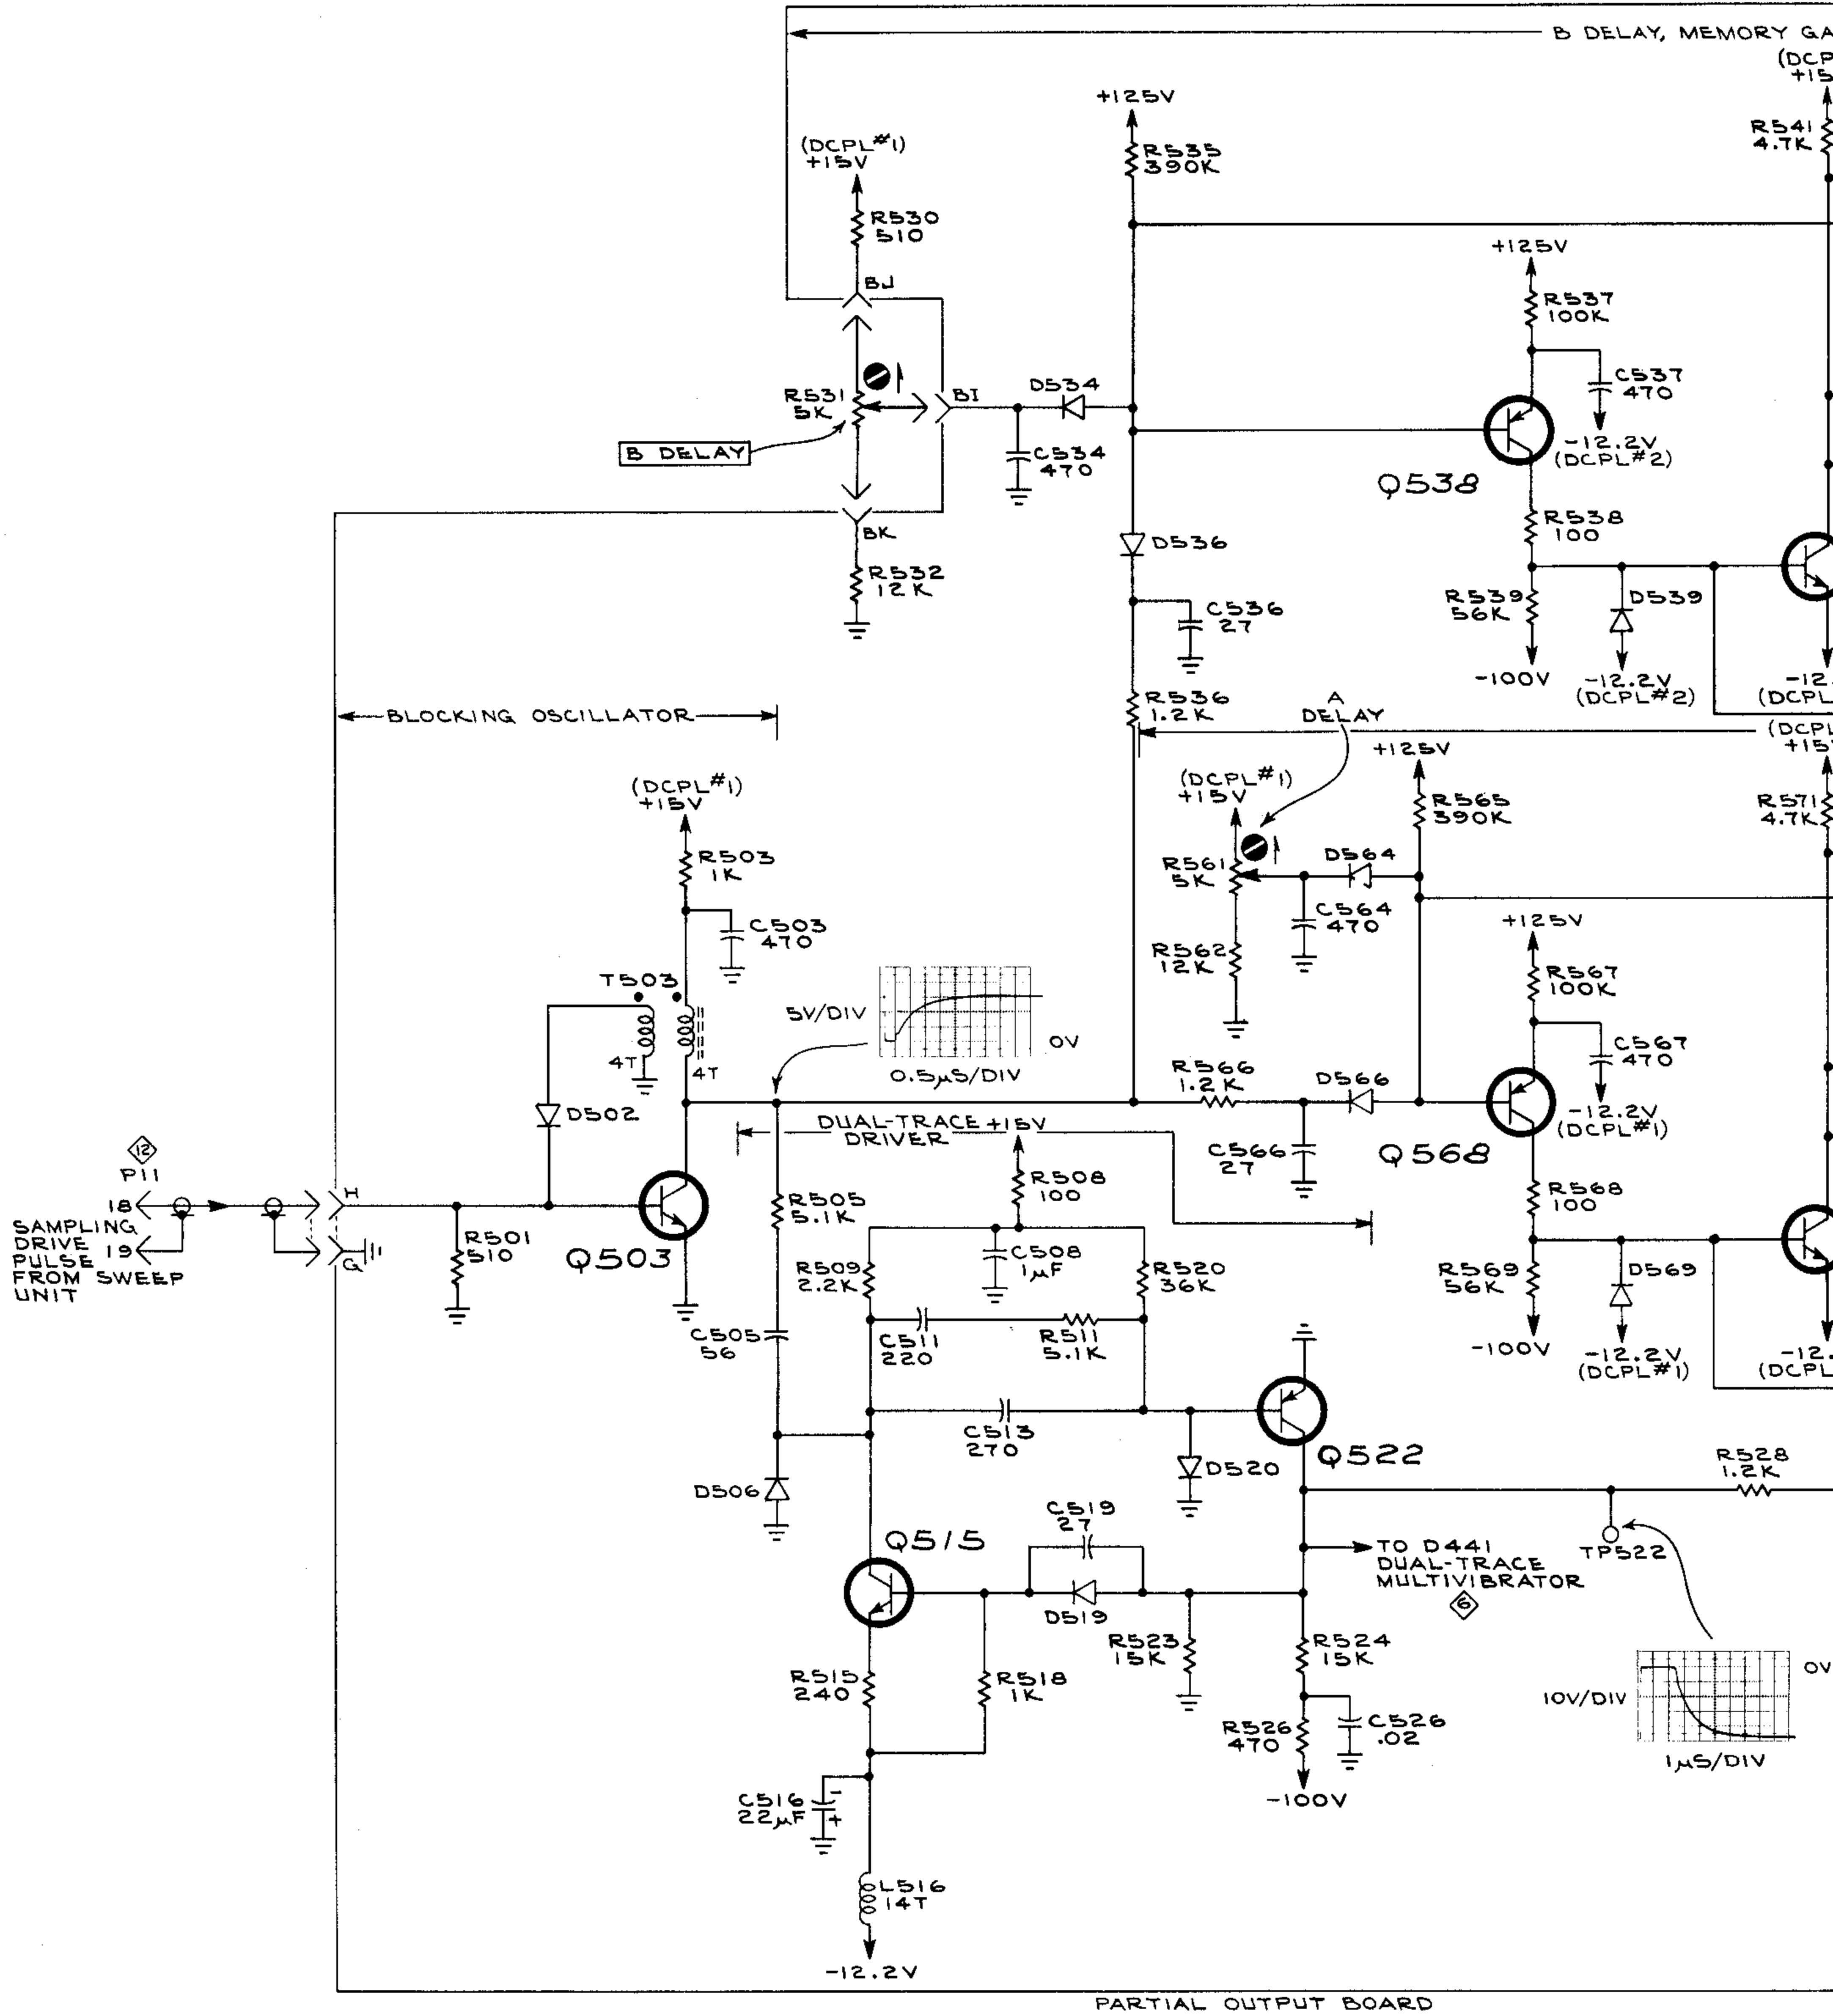 B DELAY, MEMORY GA
(DCP
+15
+125V
R541
4.7K
(DCPL#1)
+15V
R535
390K
R530
510
+125V
BJ
R537
100K
R531
5K
BI
D534
C537
470
B DELAY
C534
470
-12.2V
(DCPL#2)
Q538
BK
D536
R538
100
R532
12K
C536
27
R539
56K
D539
-100V
-12.2V
(DCPL#2)
-12.
(DCPL
BLOCKING OSCILLATOR
R536
1.2K
A
DELAY
(DCPL
+15
+125V
(DCPL#1)
+15V
(DCPL#1)
+15V
R565
390K
R571
4.7K
R503
1K
R561
5K
D564
C503
470
C564
470
+125V
R562
12K
T503
R567
100K
5V/DIV
0V
4T
4T
0.5µS/DIV
C567
470
R566
1.2K
D566
D502
DUAL-TRACE
DRIVER
+15V
-12.2V
(DCPL#1)
Q568
C566
27
12
P11
18
H
R508
100
R568
100
R505
5.1K
SAMPLING
DRIVE
PULSE
FROM SWEEP
UNIT
19
G
R501
510
Q503
C508
1µF
R509
2.2K
R520
36K
R569
56K
D569
C505
56
C511
220
R511
5.1K
-100V
-12.2V
(DCPL#1)
-12.
(DCPL
C513
270
Q522
D520
R528
1.2K
D506
C519
27
Q515
TO D441
DUAL-TRACE
MULTIVIBRATOR
6
TP522
D519
R523
15K
R524
15K
R515
240
R518
1K
0V
10V/DIV
R526
470
C526
.02
1µS/DIV
C516
22µF
-
+
-100V
L516
14T
-12.2V
PARTIAL OUTPUT BOARD